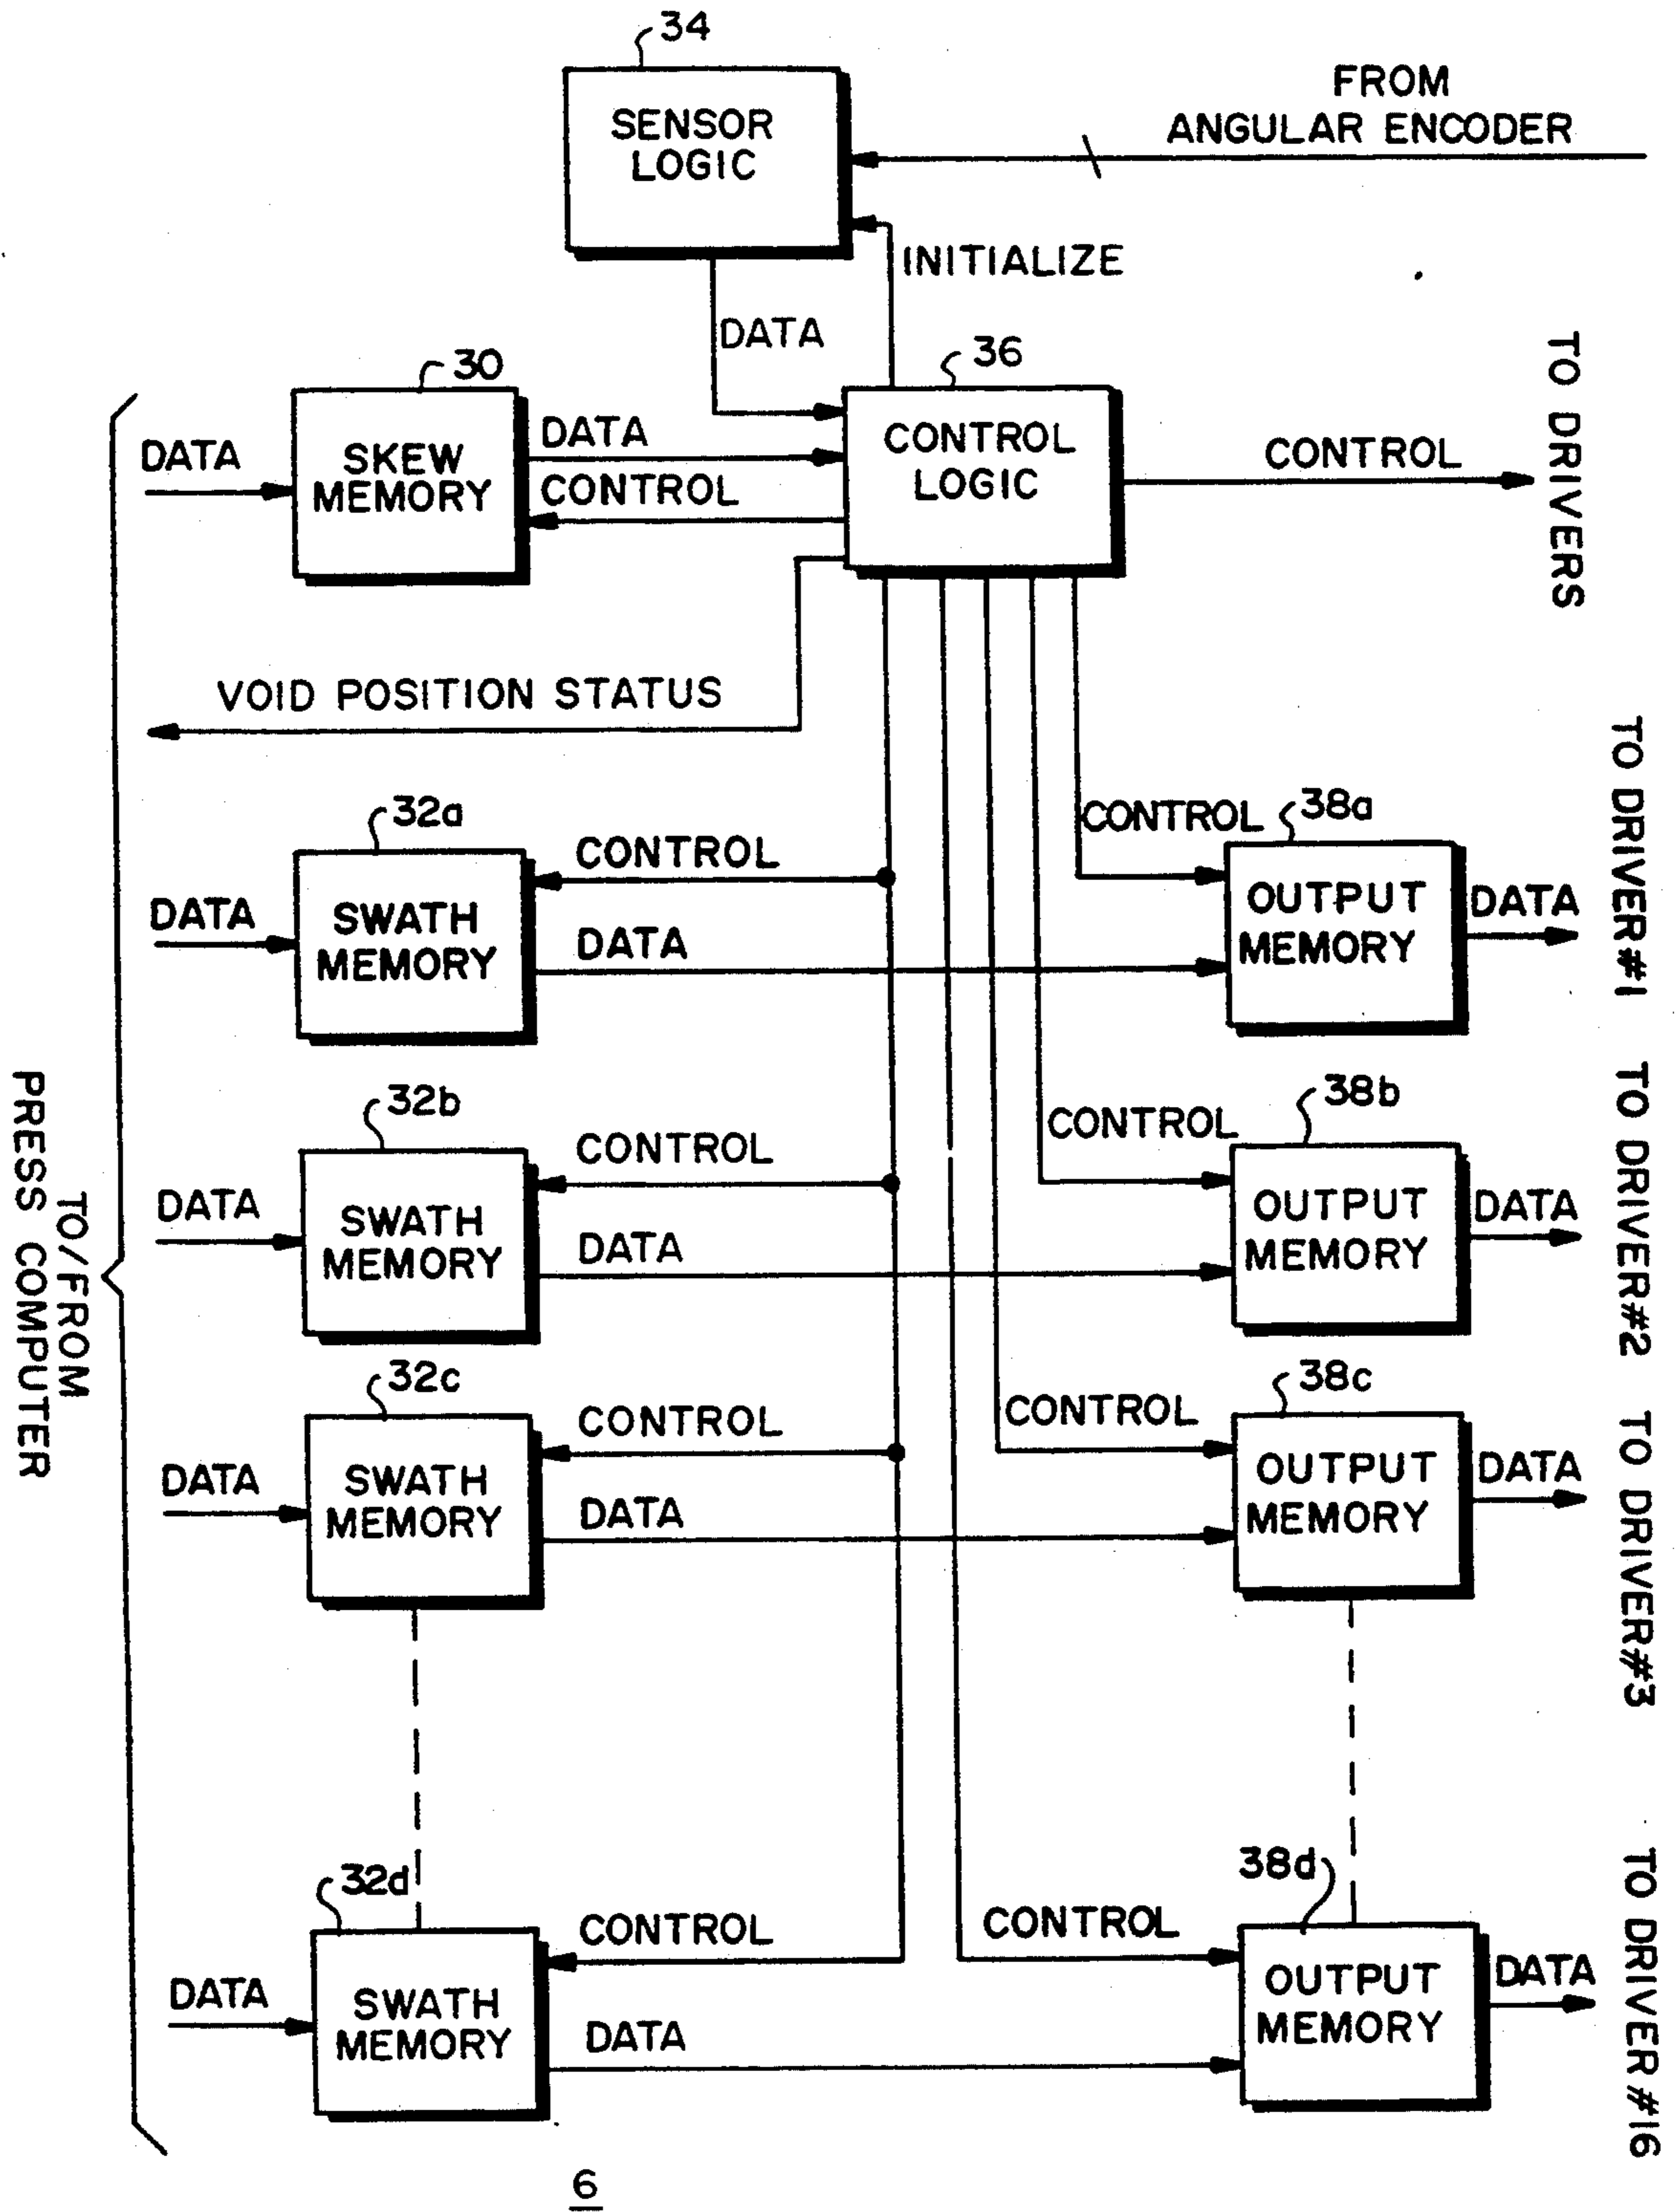 34
SENSOR
LOGIC
FROM
ANGULAR ENCODER
INITIALIZE
DATA
30
36
DATA
SKEW
MEMORY
DATA
CONTROL
CONTROL
LOGIC
CONTROL
TO DRIVERS
VOID POSITION STATUS
32a
CONTROL
CONTROL
38a
DATA
SWATH
MEMORY
DATA
OUTPUT
MEMORY
DATA
TO DRIVER#1
32b
CONTROL
CONTROL
38b
DATA
SWATH
MEMORY
DATA
OUTPUT
MEMORY
DATA
TO DRIVER#2
32c
CONTROL
CONTROL
38c
DATA
SWATH
MEMORY
DATA
OUTPUT
MEMORY
DATA
TO DRIVER#3
32d
CONTROL
CONTROL
38d
DATA
SWATH
MEMORY
DATA
OUTPUT
MEMORY
DATA
TO DRIVER #16
TO/FROM
PRESS COMPUTER
6